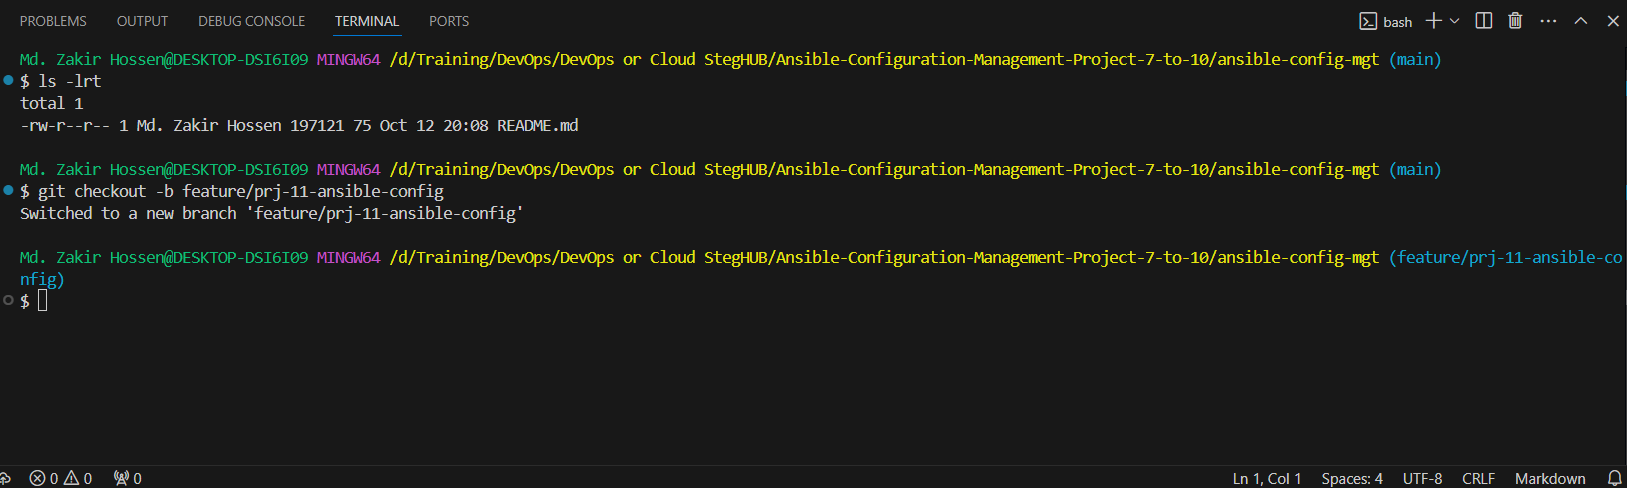 PROBLEMS OUTPUT DEBUG CONSOLE TERMINAL PORTS bash
Md. Zakir Hossen@DESKTOP-DSI6I09 MINGW64 /d/Training/DevOps/DevOps or Cloud StegHUB/Ansible-Configuration-Management-Project-7-to-10/ansible-config-mgt (main)
$ ls -lrt
total 1
-rw-r--r-- 1 Md. Zakir Hossen 197121 75 Oct 12 20:08 README.md
Md. Zakir Hossen@DESKTOP-DSI6I09 MINGW64 /d/Training/DevOps/DevOps or Cloud StegHUB/Ansible-Configuration-Management-Project-7-to-10/ansible-config-mgt (main)
$ git checkout -b feature/prj-11-ansible-config
Switched to a new branch 'feature/prj-11-ansible-config'
Md. Zakir Hossen@DESKTOP-DSI6I09 MINGW64 /d/Training/DevOps/DevOps or Cloud StegHUB/Ansible-Configuration-Management-Project-7-to-10/ansible-config-mgt (feature/prj-11-ansible-co
nfig)
$
0 0 0 Ln 1, Col 1 Spaces: 4 UTF-8 CRLF Markdown